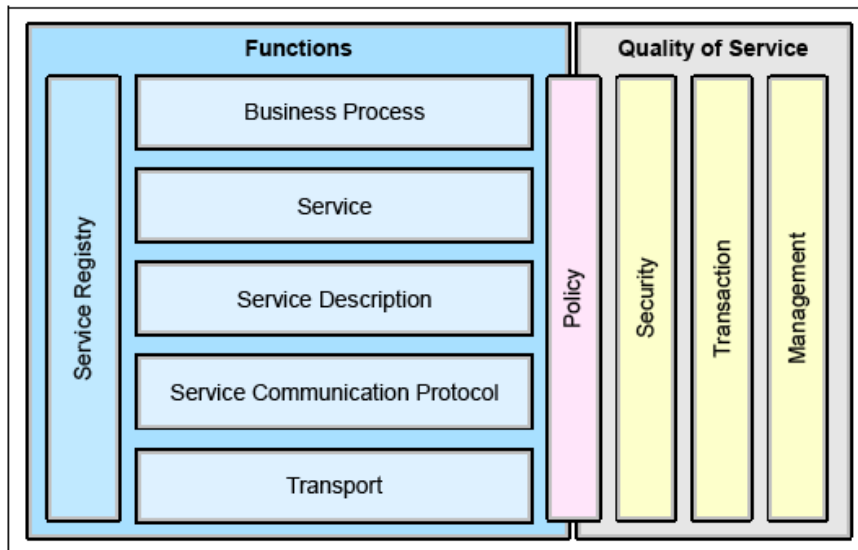 Functions
Quality of Service
Service Registry
Business Process
Service
Service Description
Service Communication Protocol
Transport
Policy
Security
Transaction
Management